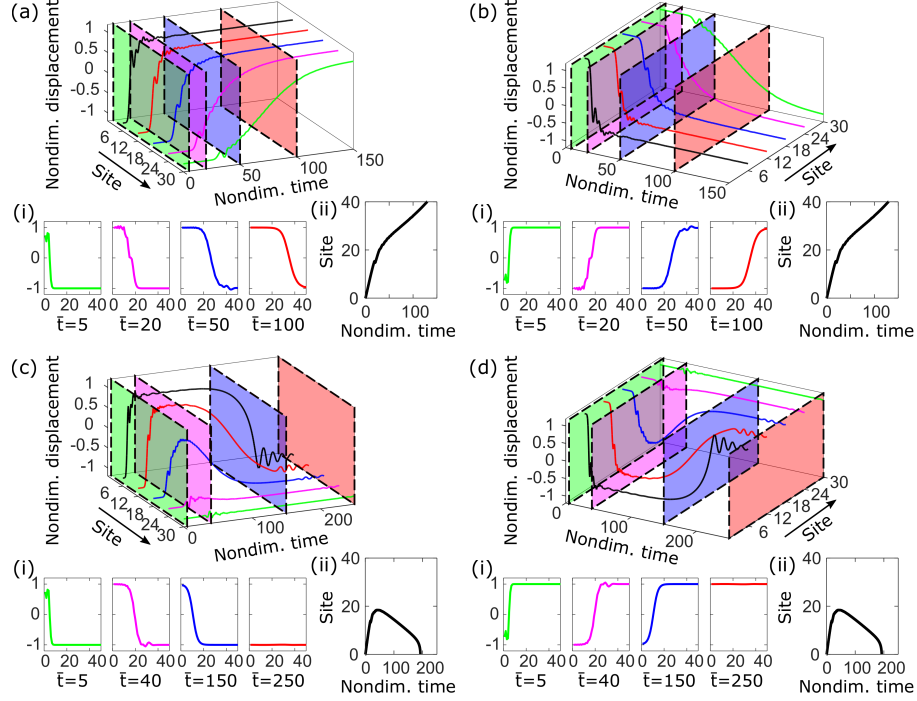 (a)
Nondim. displacement
1
0.5
0
-0.5
-1
6
12
18
24
30
Site
0
50
100
150
Nondim. time
(i)
1
0
-1
0 20 40
0 20 40
0 20 40
0 20 40
t̄=5
t̄=20
t̄=50
t̄=100
(ii)
Site
40
20
0
0
100
Nondim. time
(b)
Nondim. displacement
1
0.5
0
-0.5
-1
0
50
100
150
Nondim. time
6
12
18
24
30
Site
(i)
1
0
-1
0 20 40
0 20 40
0 20 40
0 20 40
t̄=5
t̄=20
t̄=50
t̄=100
(ii)
Site
40
20
0
0
100
Nondim. time
(c)
Nondim. displacement
1
0.5
0
-0.5
-1
6
12
18
24
30
Site
0
100
200
Nondim. time
(i)
1
0
-1
0 20 40
0 20 40
0 20 40
0 20 40
t̄=5
t̄=40
t̄=150
t̄=250
(ii)
Site
40
20
0
0
100
200
Nondim. time
(d)
Nondim. displacement
1
0.5
0
-0.5
-1
0
100
200
Nondim. time
6
12
18
24
30
Site
(i)
1
0
-1
0 20 40
0 20 40
0 20 40
0 20 40
t̄=5
t̄=40
t̄=150
t̄=250
(ii)
Site
40
20
0
0
100
200
Nondim. time